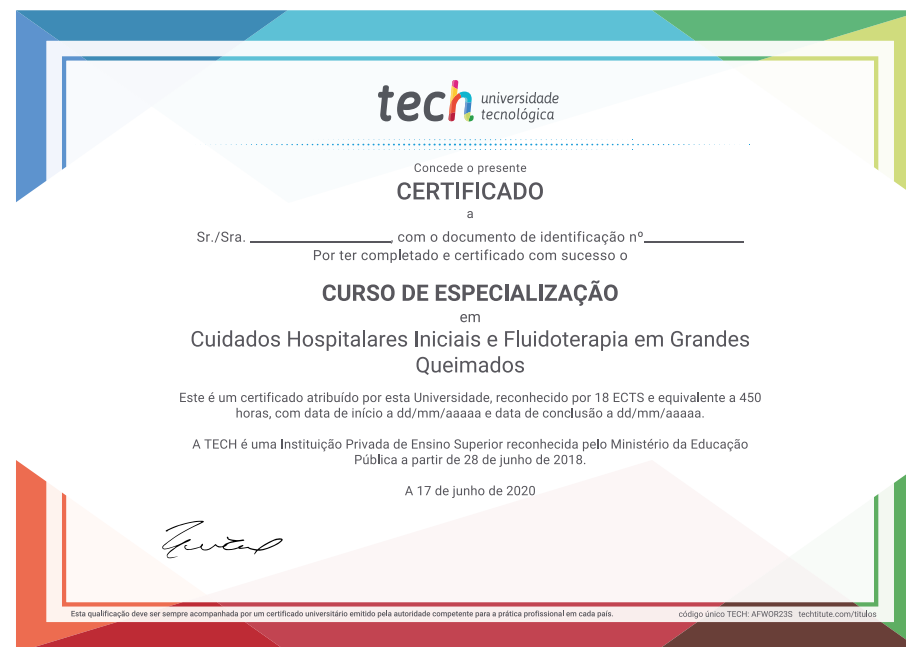 tech universidade
tecnológica
Concede o presente
CERTIFICADO
a
Sr./Sra. ________________, com o documento de identificação nº____________
Por ter completado e certificado com sucesso o
CURSO DE ESPECIALIZAÇÃO
em
Cuidados Hospitalares Iniciais e Fluidoterapia em Grandes
Queimados
Este é um certificado atribuído por esta Universidade, reconhecido por 18 ECTS e equivalente a 450
horas, com data de início a dd/mm/aaaaa e data de conclusão a dd/mm/aaaaa.
A TECH é uma Instituição Privada de Ensino Superior reconhecida pelo Ministério da Educação
Pública a partir de 28 de junho de 2018.
A 17 de junho de 2020
Esta qualificação deve ser sempre acompanhada por um certificado universitário emitido pela autoridade competente para a prática profissional em cada país.
código único TECH: AFWOR23S techtitute.com/titulos